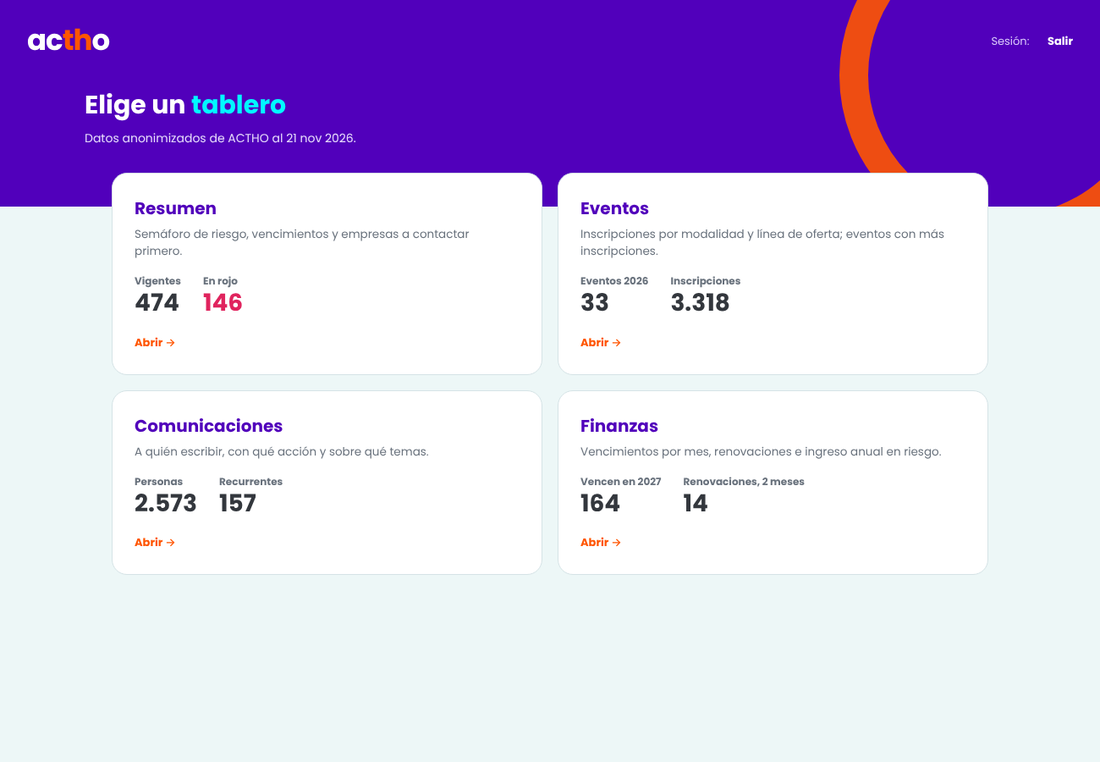 actho
Sesión: Salir
Elige un tablero
Datos anonimizados de ACTHO al 21 nov 2026.
Resumen
Semáforo de riesgo, vencimientos y empresas a contactar
primero.
Vigentes En rojo
474 146
Abrir →
Eventos
Inscripciones por modalidad y línea de oferta; eventos con más
inscripciones.
Eventos 2026 Inscripciones
33 3.318
Abrir →
Comunicaciones
A quién escribir, con qué acción y sobre qué temas.
Personas Recurrentes
2.573 157
Abrir →
Finanzas
Vencimientos por mes, renovaciones e ingreso anual en riesgo.
Vencen en 2027 Renovaciones, 2 meses
164 14
Abrir →